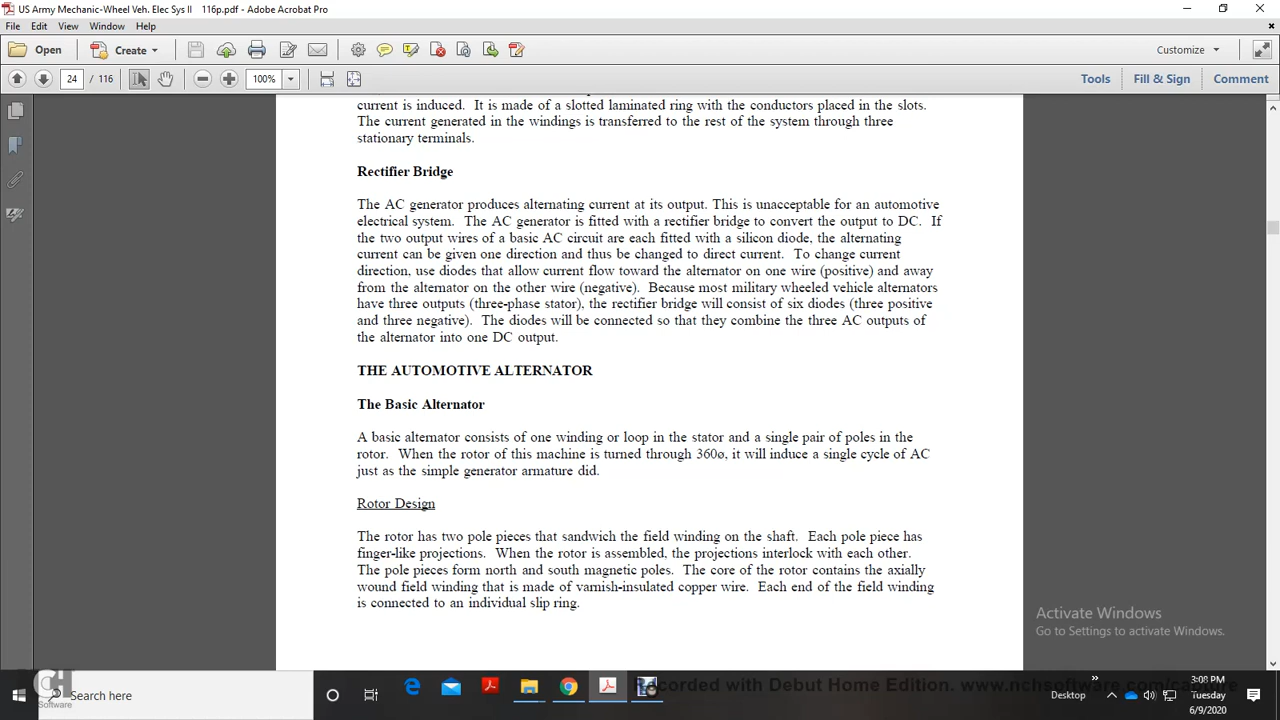 US Army Mechanic-Wheel Veh. Elec Sys II    116p.pdf - Adobe Acrobat Pro
File Edit View Window Help
Open Create Customize
24 / 116 100% Tools Fill & Sign Comment
current is induced.  It is made of a slotted laminated ring with the conductors placed in the slots.
The current generated in the windings is transferred to the rest of the system through three
stationary terminals.
Rectifier Bridge
The AC generator produces alternating current at its output. This is unacceptable for an automotive
electrical system.  The AC generator is fitted with a rectifier bridge to convert the output to DC.  If
the two output wires of a basic AC circuit are each fitted with a silicon diode, the alternating
current can be given one direction and thus be changed to direct current.  To change current
direction, use diodes that allow current flow toward the alternator on one wire (positive) and away
from the alternator on the other wire (negative).  Because most military wheeled vehicle alternators
have three outputs (three-phase stator), the rectifier bridge will consist of six diodes (three positive
and three negative).  The diodes will be connected so that they combine the three AC outputs of
the alternator into one DC output.
THE AUTOMOTIVE ALTERNATOR
The Basic Alternator
A basic alternator consists of one winding or loop in the stator and a single pair of poles in the
rotor.  When the rotor of this machine is turned through 360ø, it will induce a single cycle of AC
just as the simple generator armature did.
Rotor Design
The rotor has two pole pieces that sandwich the field winding on the shaft.  Each pole piece has
finger-like projections.  When the rotor is assembled, the projections interlock with each other.
The pole pieces form north and south magnetic poles.  The core of the rotor contains the axially
wound field winding that is made of varnish-insulated copper wire.  Each end of the field winding
is connected to an individual slip ring.
Activate Windows
Go to Settings to activate Windows.
Software
Search here
Recorded with Debut Home Edition. www.nchsoftware.com/capture
Desktop
3:08 PM
Tuesday
6/9/2020